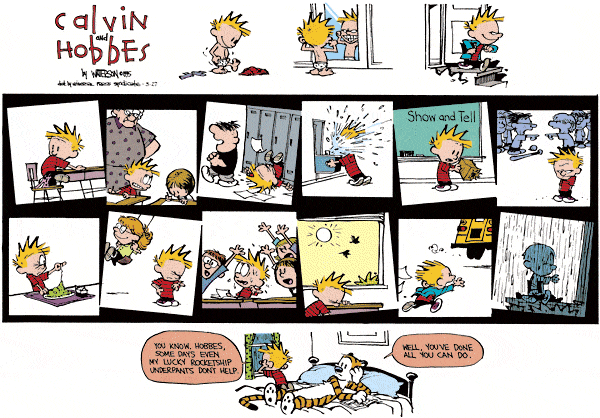 CALVIN
and
HOBBES
by WATTERSON
Show and Tell
YOU KNOW, HOBBES,
SOME DAYS EVEN
MY LUCKY ROCKETSHIP
UNDERPANTS DON'T HELP.
WELL, YOU'VE DONE
ALL YOU CAN DO.